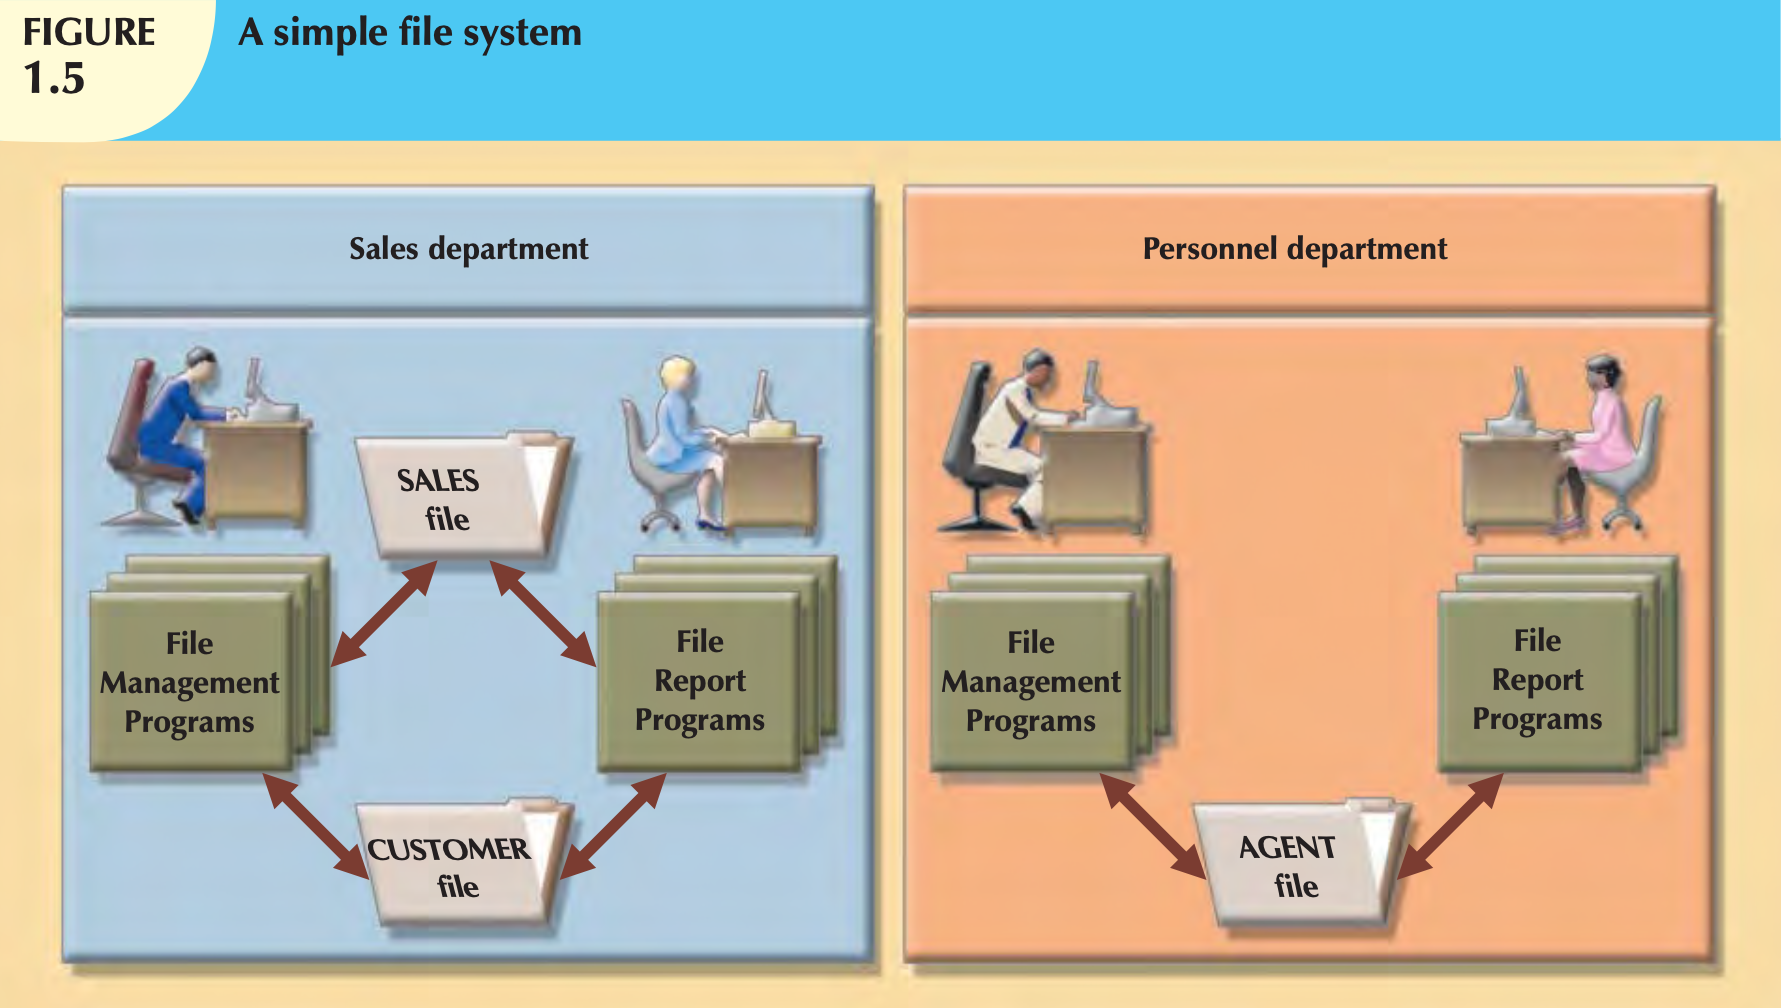 FIGURE
1.5
A simple file system
Sales department
SALES
file
File
Management
Programs
File
Report
Programs
CUSTOMER
file
Personnel department
File
Management
Programs
File
Report
Programs
AGENT
file